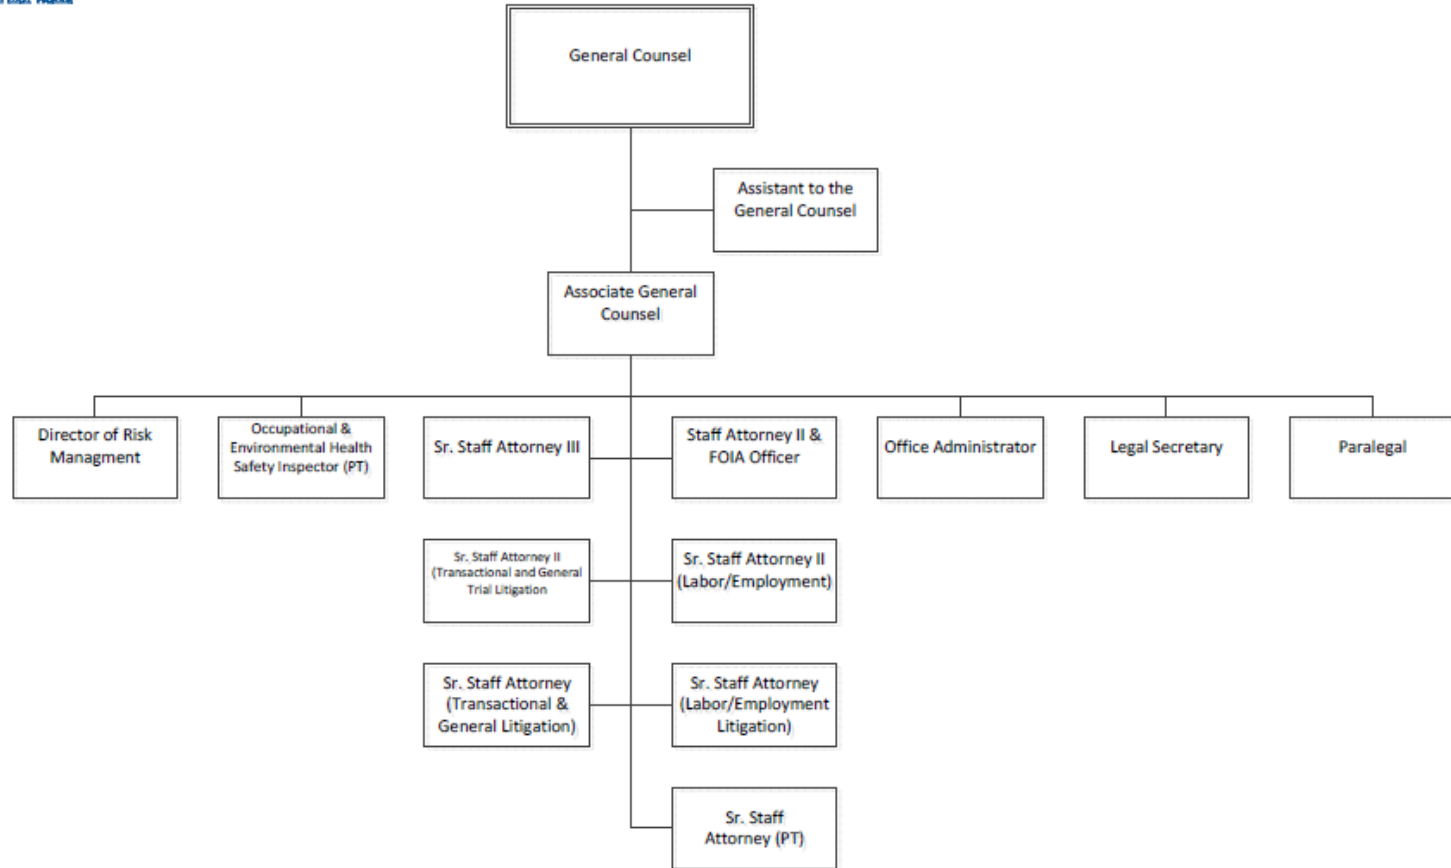 General Counsel
Assistant to the
General Counsel
Associate General
Counsel
Director of Risk
Managment
Occupational &
Environmental Health
Safety Inspector (PT)
Sr. Staff Attorney III
Staff Attorney II &
FOIA Officer
Office Administrator
Legal Secretary
Paralegal
Sr. Staff Attorney II
(Transactional and General
Trial Litigation
Sr. Staff Attorney II
(Labor/Employment)
Sr. Staff Attorney
(Transactional &
General Litigation)
Sr. Staff Attorney
(Labor/Employment
Litigation)
Sr. Staff
Attorney (PT)